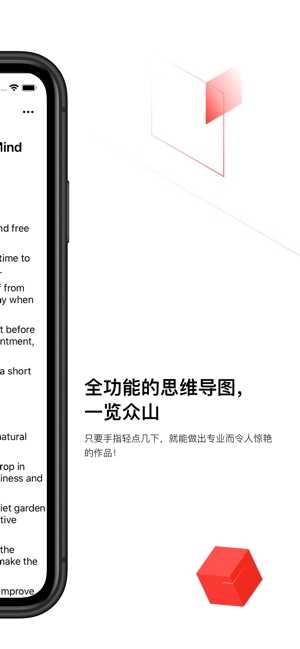 Mind
nd free
time to
f from
ay when
t before
ntment,
a short
natural
rop in
iness and
iet garden
tive
the
make the
mprove
全功能的思维导图，
一览众山
只要手指轻点几下，就能做出专业而令人惊艳
的作品！